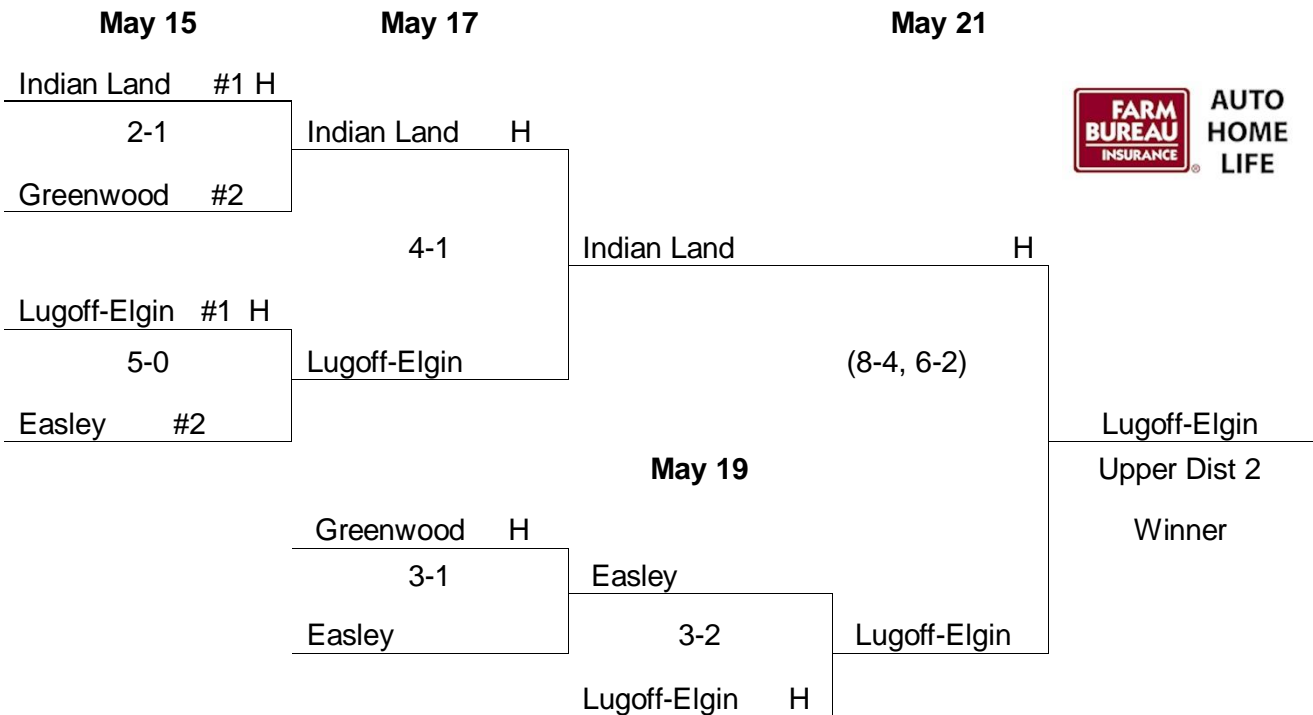 May 15 May 17 May 21
Indian Land #1 H
FARM BUREAU INSURANCE ® AUTO HOME LIFE
2-1 Indian Land H
Greenwood #2
4-1 Indian Land H
Lugoff-Elgin #1 H
5-0 Lugoff-Elgin (8-4, 6-2)
Easley #2 Lugoff-Elgin
May 19 Upper Dist 2
Greenwood H Winner
3-1 Easley
Easley 3-2 Lugoff-Elgin
Lugoff-Elgin H